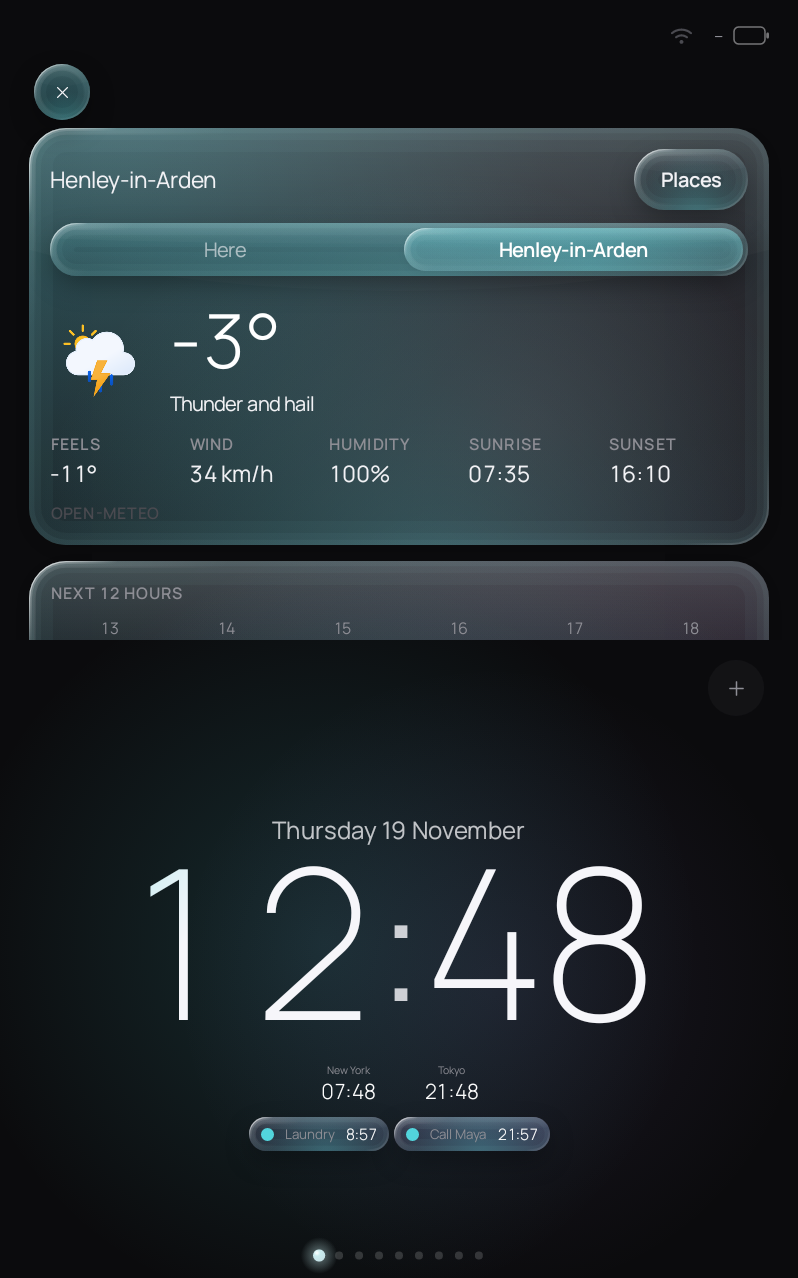 –
Henley-in-Arden
Places
Here
Henley-in-Arden
-3°
Thunder and hail
FEELS WIND HUMIDITY SUNRISE SUNSET
-11° 34 km/h 100% 07:35 16:10
OPEN-METEO
NEXT 12 HOURS
13 14 15 16 17 18
Thursday 19 November
12:48
New York Tokyo
07:48 21:48
Laundry 8:57 Call Maya 21:57